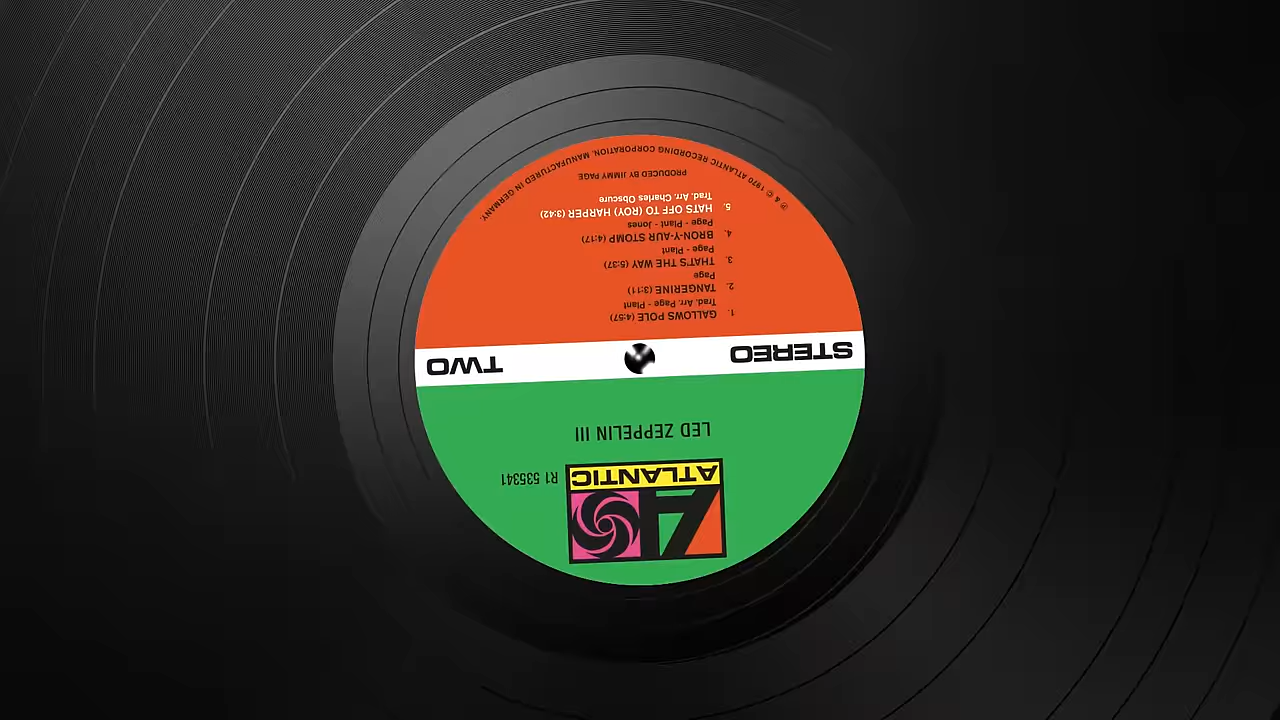 ATLANTIC
R1 535341
LED ZEPPELIN III
STEREO
TWO
1. GALLOWS POLE (4:57)
Trad. Arr. Page - Plant
2. TANGERINE (3:11)
Page
3. THAT'S THE WAY (5:37)
Page - Plant
4. BRON-Y-AUR STOMP (4:17)
Page - Plant - Jones
5. HATS OFF TO (ROY) HARPER (3:42)
Trad. Arr. Charles Obscure
PRODUCED BY JIMMY PAGE
℗ & © 1970 ATLANTIC RECORDING CORPORATION. MANUFACTURED IN GERMANY.